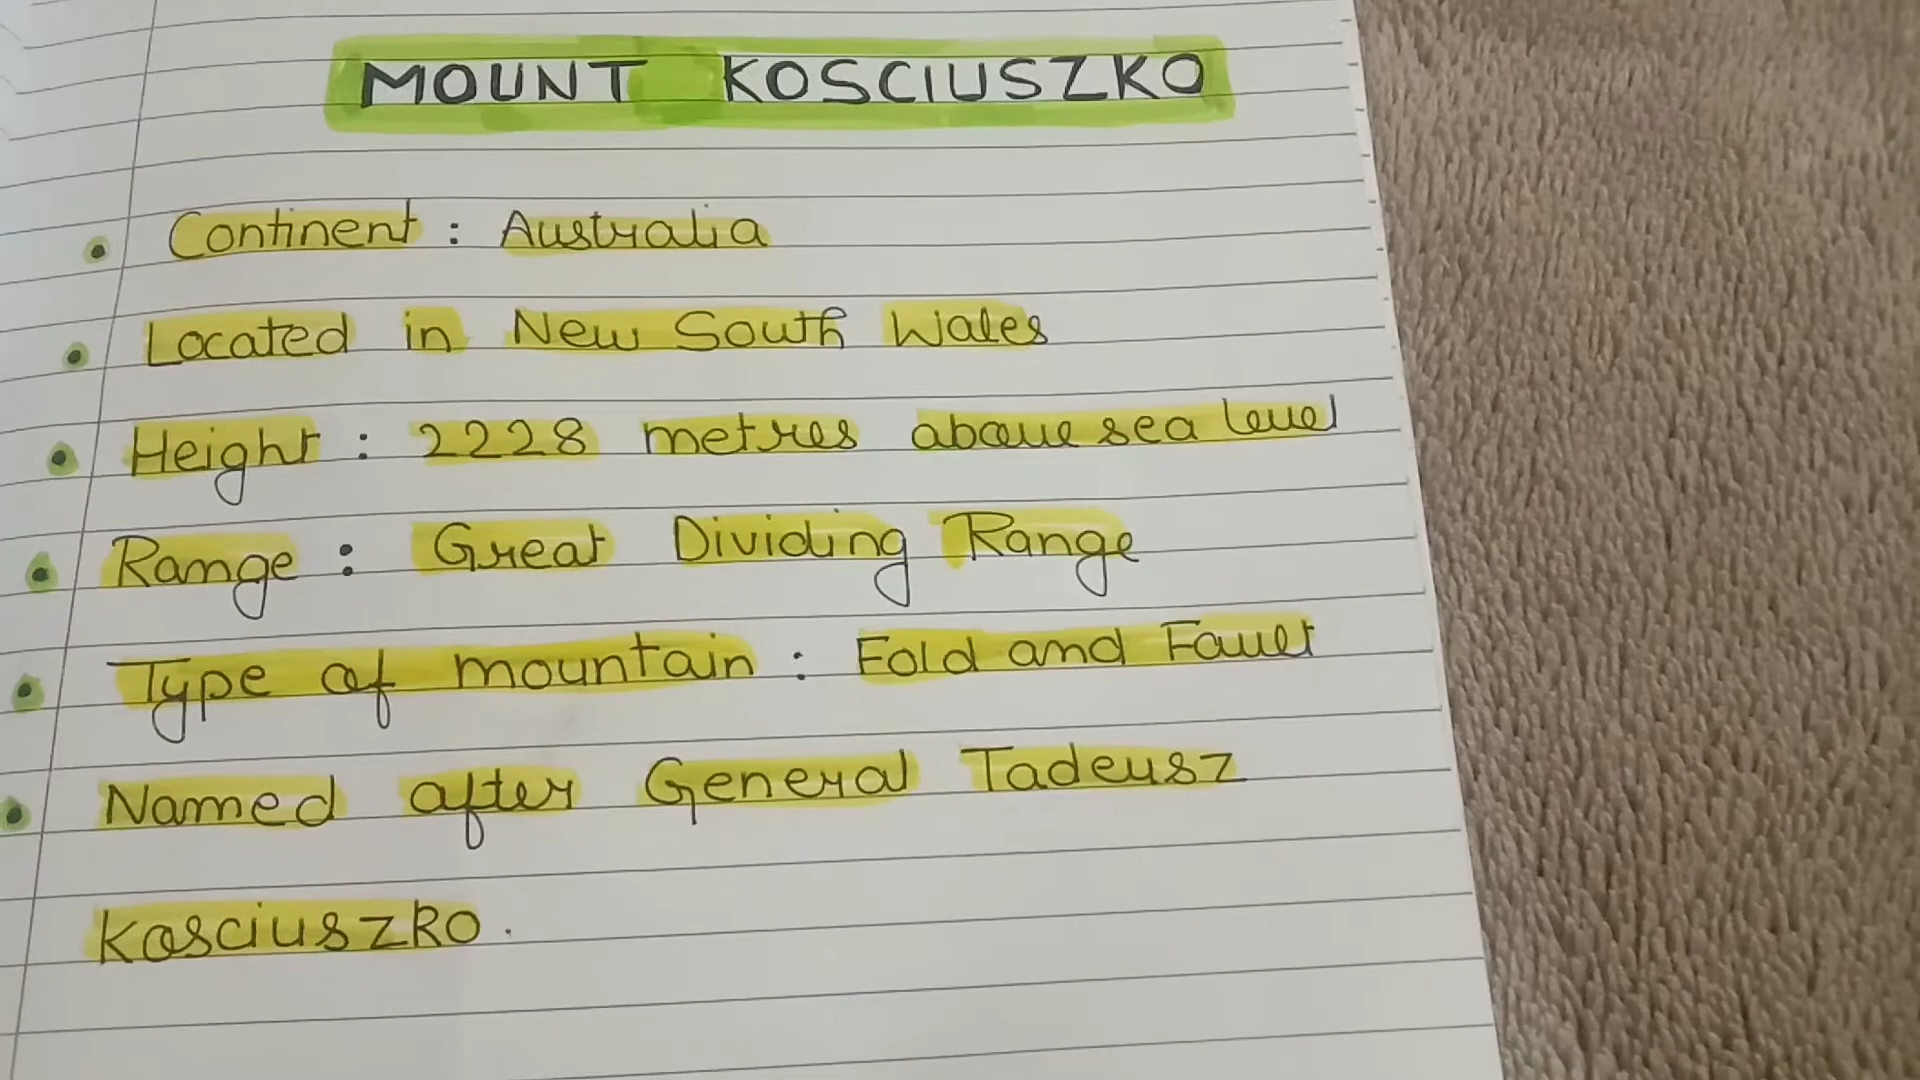 MOUNT KOSCIUSZKO
• Continent : Australia
• Located in New South Wales
• Height : 2228 metres above sea level
• Range : Great Dividing Range
• Type of mountain : Fold and Fault
• Named after General Tadeusz
Kosciuszko.